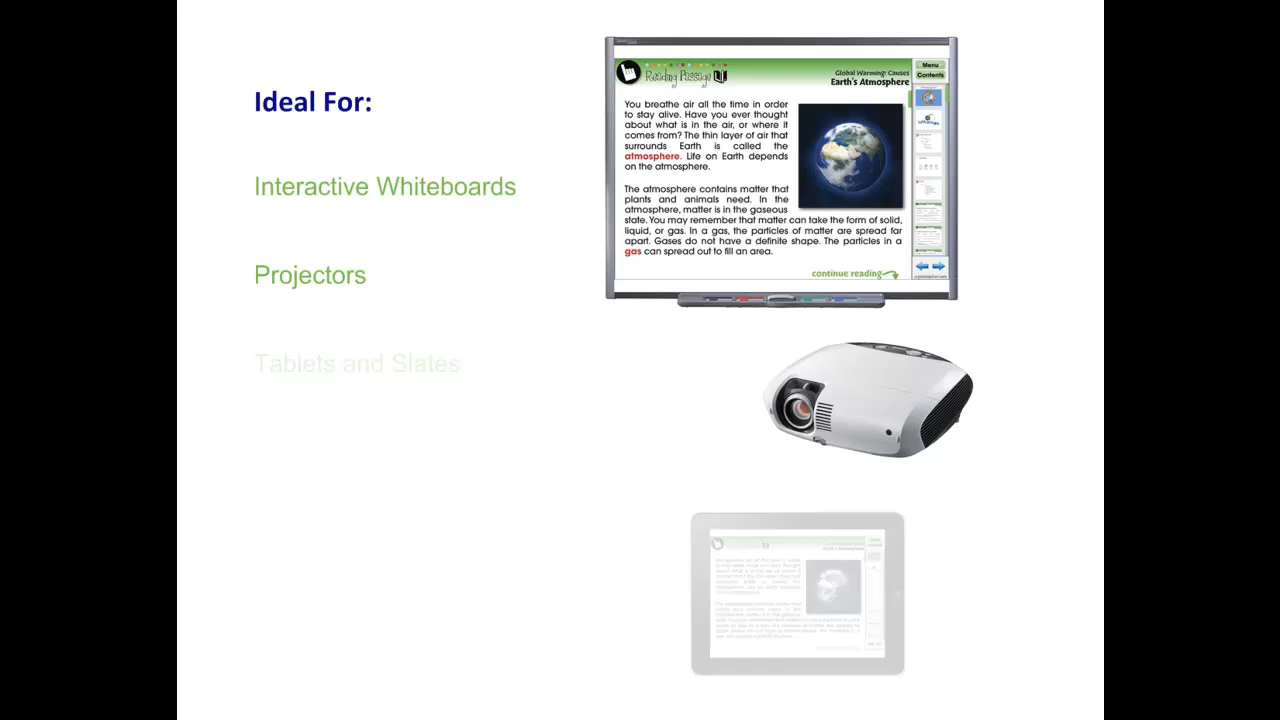 Ideal For:
Interactive Whiteboards
Projectors
Tablets and Slates
Reading Passage
Global Warming: Causes
Earth's Atmosphere
Menu
Contents
You breathe air all the time in order
to stay alive. Have you ever thought
about what is in the air, or where it
comes from? The thin layer of air that
surrounds Earth is called the
atmosphere. Life on Earth depends
on the atmosphere.
The atmosphere contains matter that
plants and animals need. In the
atmosphere, matter is in the gaseous
state. You may remember that matter can take the form of solid,
liquid, or gas. In a gas, the particles of matter are spread far
apart. Gases do not have a definite shape. The particles in a
gas can spread out to fill an area.
continue reading